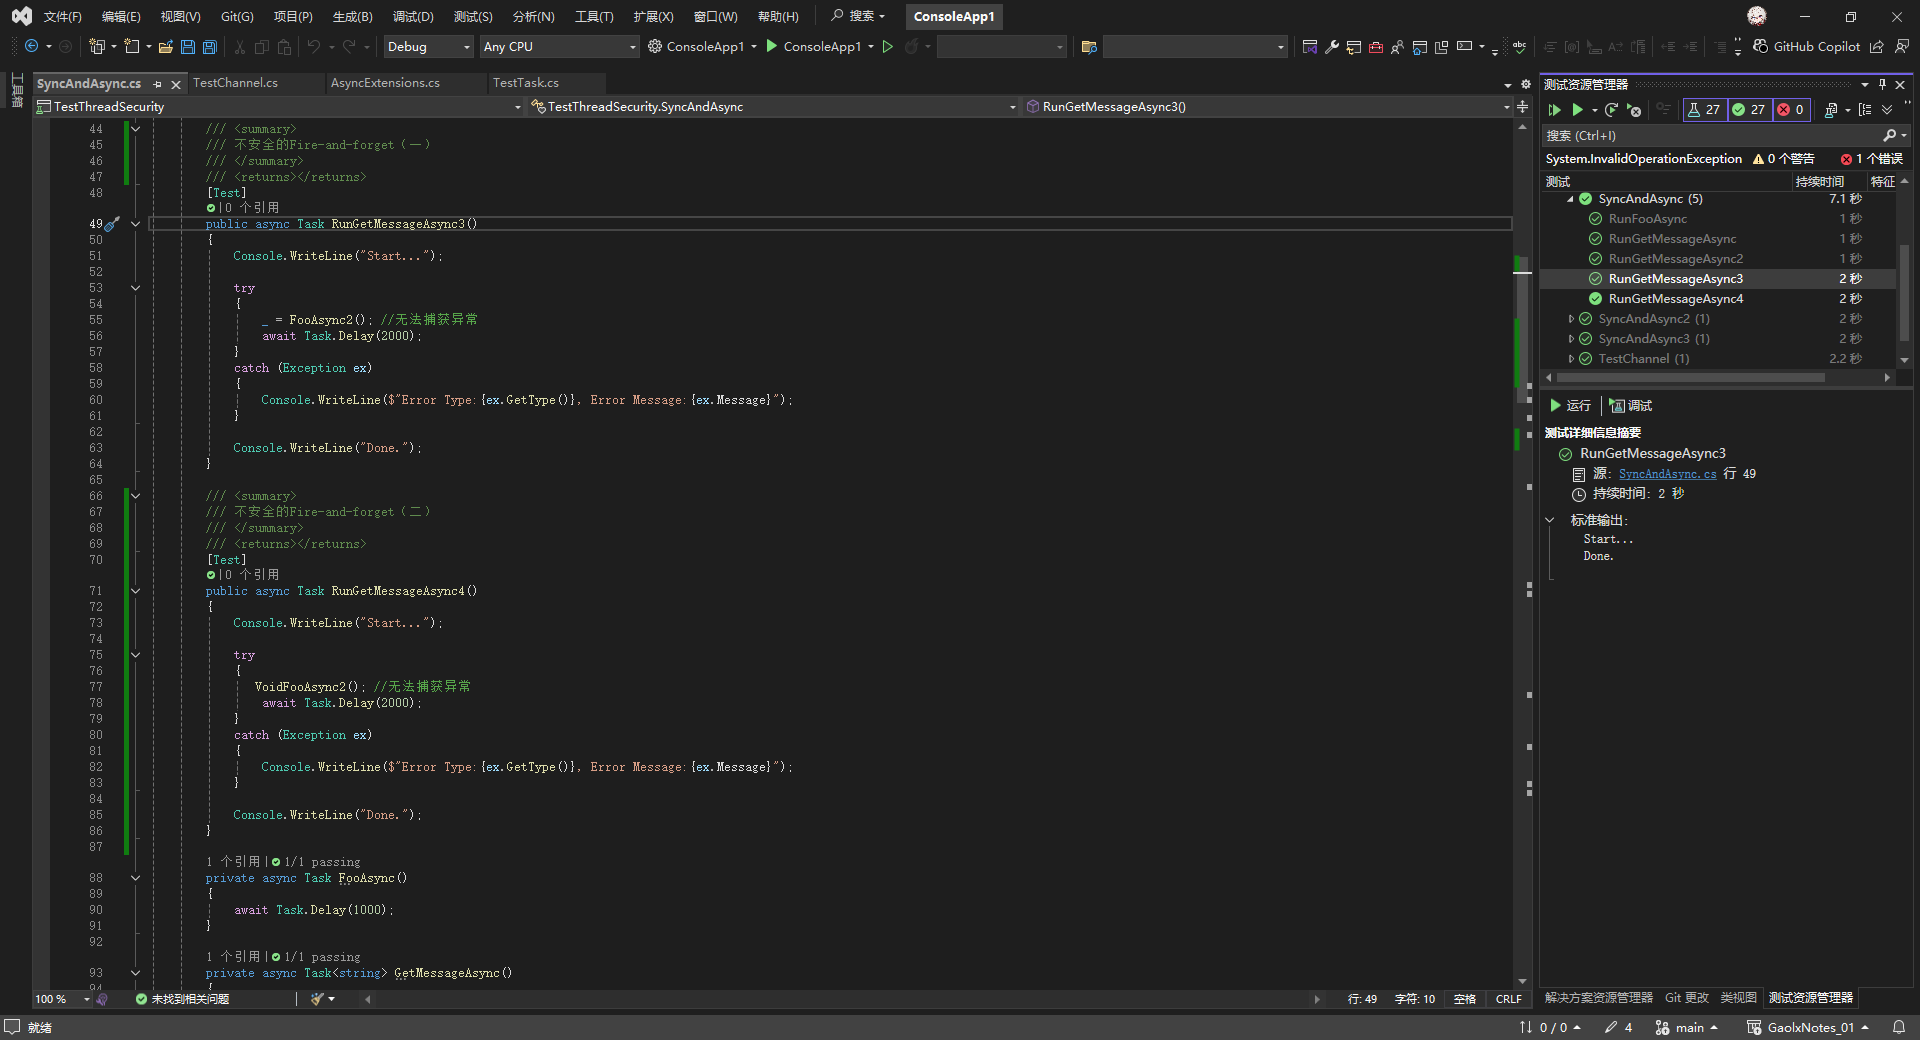 文件(F) 编辑(E) 视图(V) Git(G) 项目(P) 生成(B) 调试(D) 测试(S) 分析(N) 工具(T) 扩展(X) 窗口(W) 帮助(H) 搜索 ConsoleApp1
Debug Any CPU ConsoleApp1 ConsoleApp1 GitHub Copilot
工具箱
SyncAndAsync.cs TestChannel.cs AsyncExtensions.cs TestTask.cs
TestThreadSecurity TestThreadSecurity.SyncAndAsync RunGetMessageAsync3()
44 /// <summary>
45 /// 不安全的Fire-and-forget（一）
46 /// </summary>
47 /// <returns></returns>
48 [Test]
|0 个引用
49 public async Task RunGetMessageAsync3()
50 {
51 Console.WriteLine("Start...");
52
53 try
54 {
55 _ = FooAsync2(); //无法捕获异常
56 await Task.Delay(2000);
57 }
58 catch (Exception ex)
59 {
60 Console.WriteLine($"Error Type:{ex.GetType()}, Error Message:{ex.Message}");
61 }
62
63 Console.WriteLine("Done.");
64 }
65
66 /// <summary>
67 /// 不安全的Fire-and-forget（二）
68 /// </summary>
69 /// <returns></returns>
70 [Test]
|0 个引用
71 public async Task RunGetMessageAsync4()
72 {
73 Console.WriteLine("Start...");
74
75 try
76 {
77 VoidFooAsync2(); //无法捕获异常
78 await Task.Delay(2000);
79 }
80 catch (Exception ex)
81 {
82 Console.WriteLine($"Error Type:{ex.GetType()}, Error Message:{ex.Message}");
83 }
84
85 Console.WriteLine("Done.");
86 }
87
1 个引用|1/1 passing
88 private async Task FooAsync()
89 {
90 await Task.Delay(1000);
91 }
92
1 个引用|1/1 passing
93 private async Task<string> GetMessageAsync()
94 {
100 % 未找到相关问题 行: 49 字符: 10 空格 CRLF
测试资源管理器
27 27 0
搜索 (Ctrl+I)
System.InvalidOperationException 0 个警告 1 个错误
测试 持续时间 特征
SyncAndAsync (5) 7.1 秒
RunFooAsync 1 秒
RunGetMessageAsync 1 秒
RunGetMessageAsync2 1 秒
RunGetMessageAsync3 2 秒
RunGetMessageAsync4 2 秒
SyncAndAsync2 (1) 2 秒
SyncAndAsync3 (1) 2 秒
TestChannel (1) 2.2 秒
运行 调试
测试详细信息摘要
RunGetMessageAsync3
源: SyncAndAsync.cs 行 49
持续时间: 2 秒
标准输出:
Start...
Done.
解决方案资源管理器 Git 更改 类视图 测试资源管理器
就绪 0 / 0 4 main GaolxNotes_01